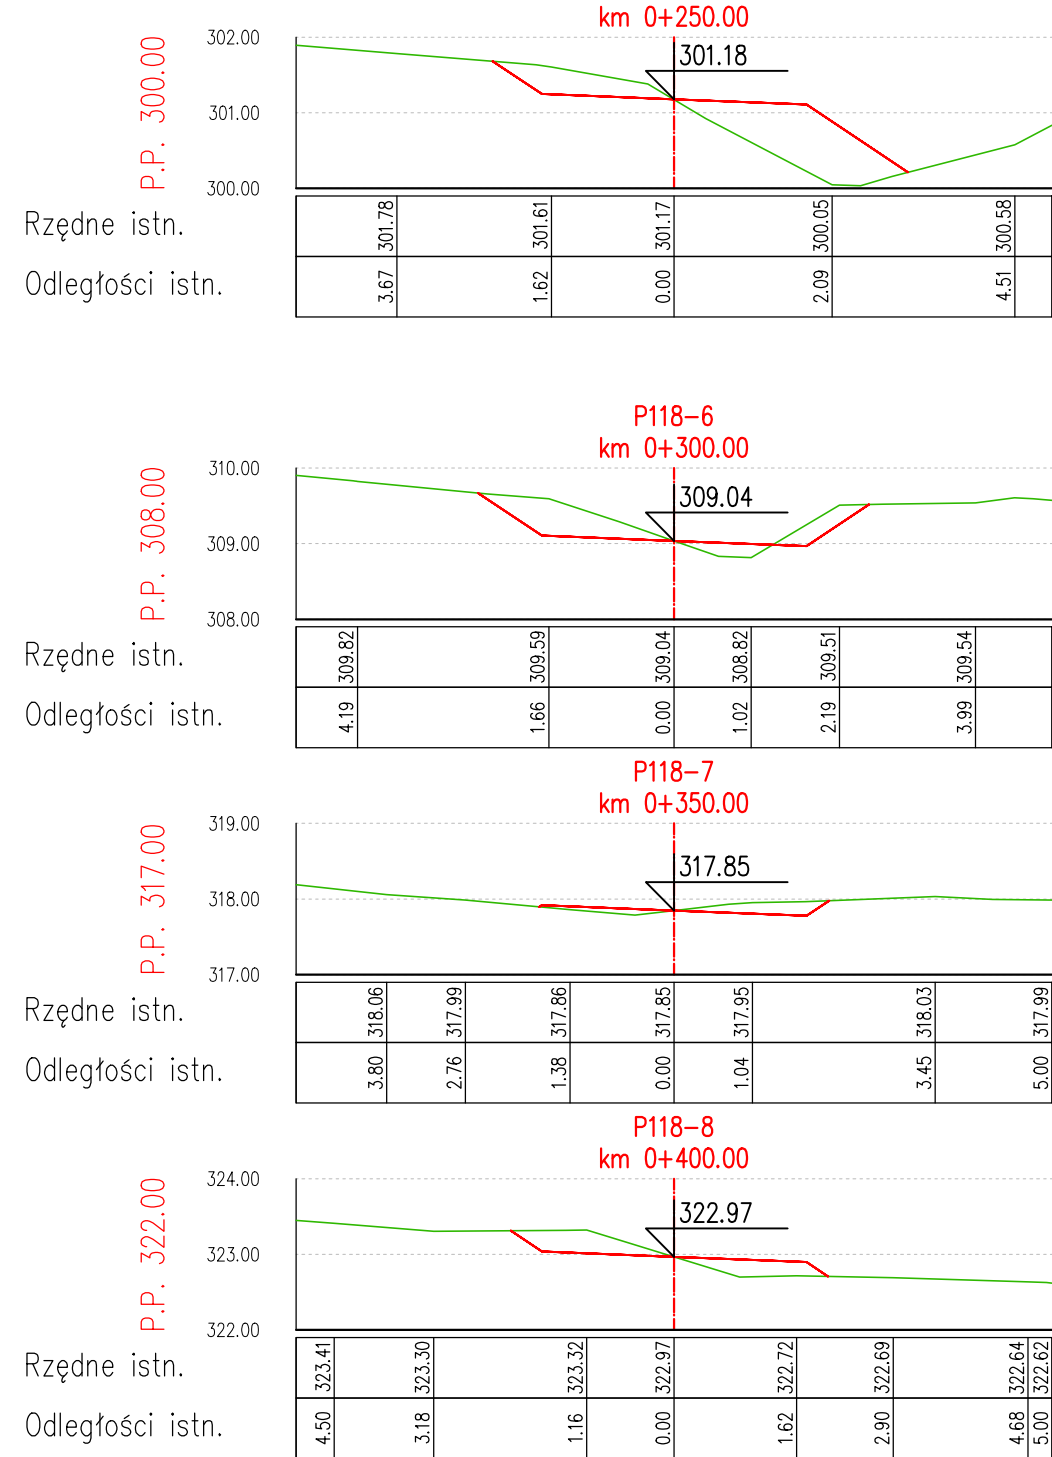 km 0+250.00
302.00
301.18
301.00
P.P. 300.00
300.00
Rzędne istn. 301.78 301.61 301.17 300.05 300.58
Odległości istn. 3.67 1.62 0.00 2.09 4.51
P118-6
km 0+300.00
310.00
309.04
309.00
P.P. 308.00
308.00
Rzędne istn. 309.82 309.59 309.04 308.82 309.51 309.54
Odległości istn. 4.19 1.66 0.00 1.02 2.19 3.99
P118-7
km 0+350.00
319.00
317.85
318.00
P.P. 317.00
317.00
Rzędne istn. 318.06 317.99 317.86 317.85 317.95 318.03 317.99
Odległości istn. 3.80 2.76 1.38 0.00 1.04 3.45 5.00
P118-8
km 0+400.00
324.00
322.97
323.00
P.P. 322.00
322.00
Rzędne istn. 323.41 323.30 323.32 322.97 322.72 322.69 322.64 322.62
Odległości istn. 4.50 3.18 1.16 0.00 1.62 2.90 4.68 5.00